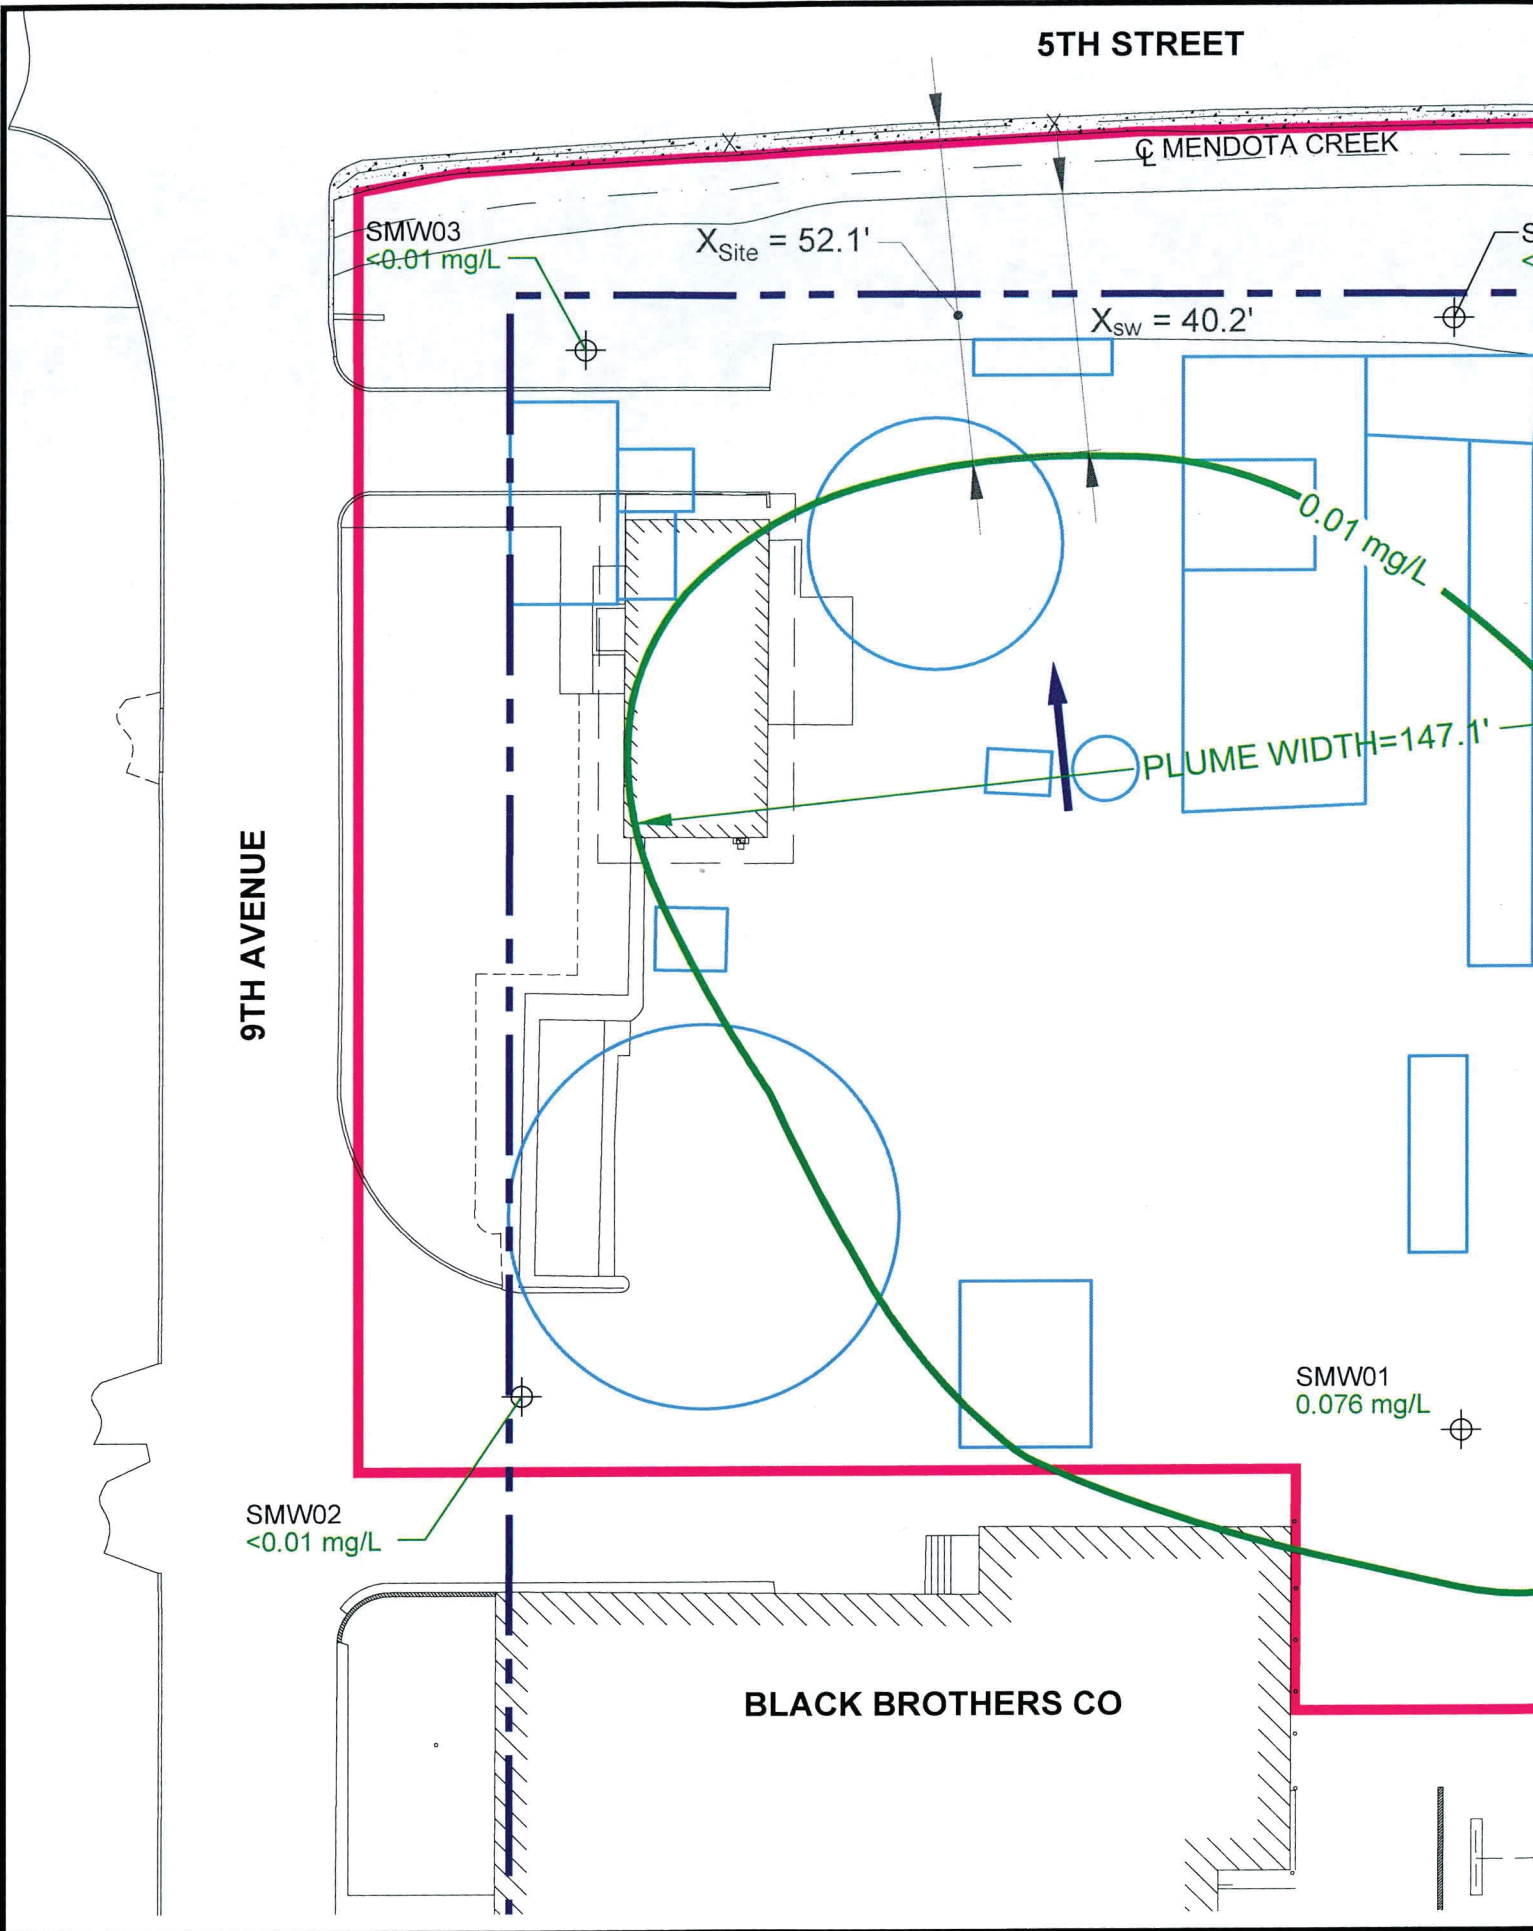 5TH STREET
℄ MENDOTA CREEK
SMW03
<0.01 mg/L
XSite = 52.1'
S
<
XSW = 40.2'
0.01 mg/L
PLUME WIDTH=147.1'
9TH AVENUE
SMW01
0.076 mg/L
SMW02
<0.01 mg/L
BLACK BROTHERS CO